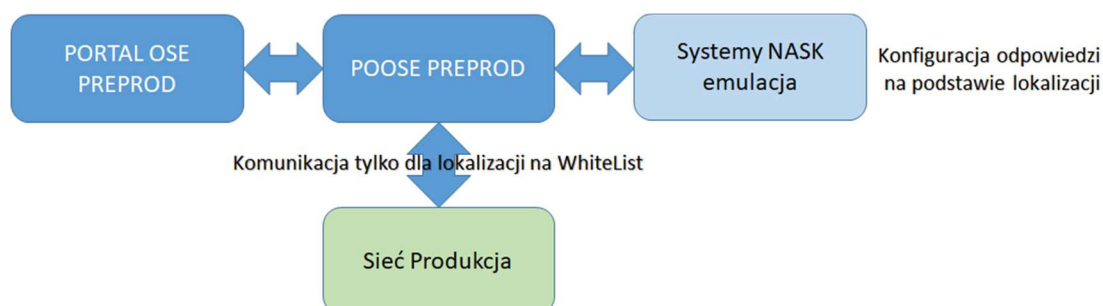 PORTAL OSE
PREPROD
POOSE PREPROD
Systemy NASK
emulacja
Konfiguracja odpowiedzi
na podstawie lokalizacji
Komunikacja tylko dla lokalizacji na WhiteList
Sieć Produkcja